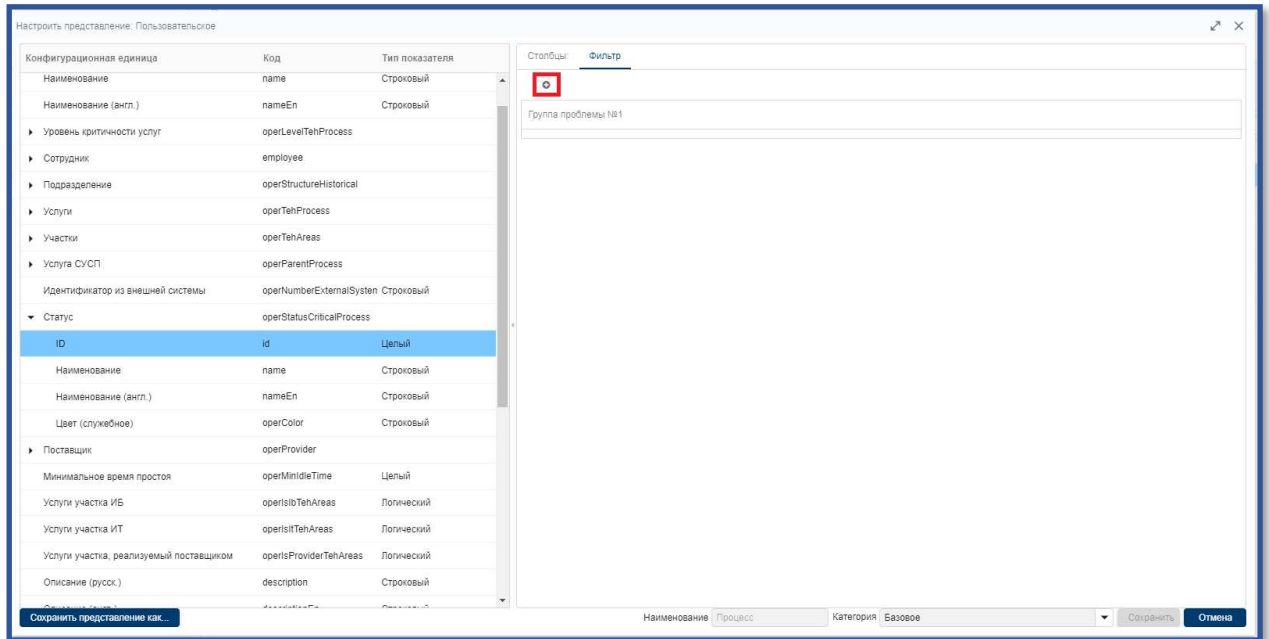 Настроить представление: Пользовательское
Конфигурационная единица Код Тип показателя
Наименование name Строковый
Наименование (англ.) nameEn Строковый
Уровень критичности услуг operLevelTehProcess
Сотрудник employee
Подразделение operStructureHistorical
Услуги operTehProcess
Участки operTehAreas
Услуга СУСП operParentProcess
Идентификатор из внешней системы operNumberExternalSysten Строковый
Статус operStatusCriticalProcess
ID id Целый
Наименование name Строковый
Наименование (англ.) nameEn Строковый
Цвет (служебное) operColor Строковый
Поставщик operProvider
Минимальное время простоя operMinIdleTime Целый
Услуги участка ИБ operIsIbTehAreas Логический
Услуги участка ИТ operIsItTehAreas Логический
Услуги участка, реализуемый поставщиком operIsProviderTehAreas Логический
Описание (русск.) description Строковый
Столбцы: Фильтр
Группа проблемы №1
Сохранить представление как... Наименование Процесс Категория Базовое Сохранить Отмена